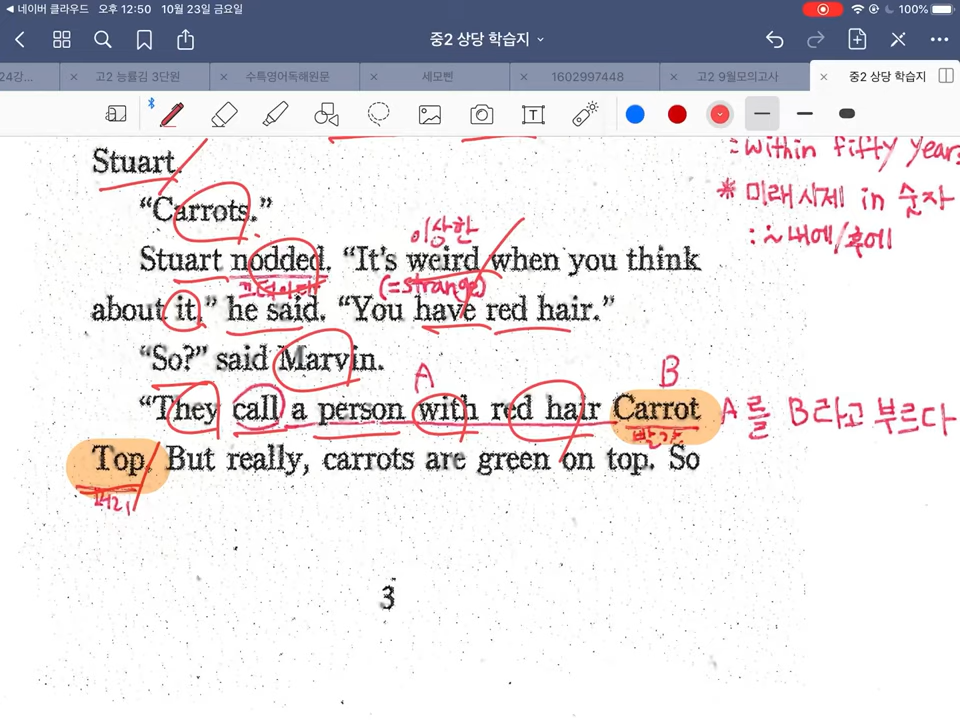 네이버 클라우드 오후 12:50 10월 23일 금요일 100%
중2 상당 학습지
24강... 고2 능률김 3단원 수특영어독해원문 세모삔 1602997448 고2 9월모의고사 중2 상당 학습지
Stuart.
: within fifty years
“Carrots.”
* 미래시제 in 숫자
: ~내에/후에
이상한
Stuart nodded. “It's weird when you think
끄덕이다 (=strange)
about it,” he said. “You have red hair.”
“So?” said Marvin.
A B
“They call a person with red hair Carrot A를 B라고 부르다
빨강
Top. But really, carrots are green on top. So
머리
3